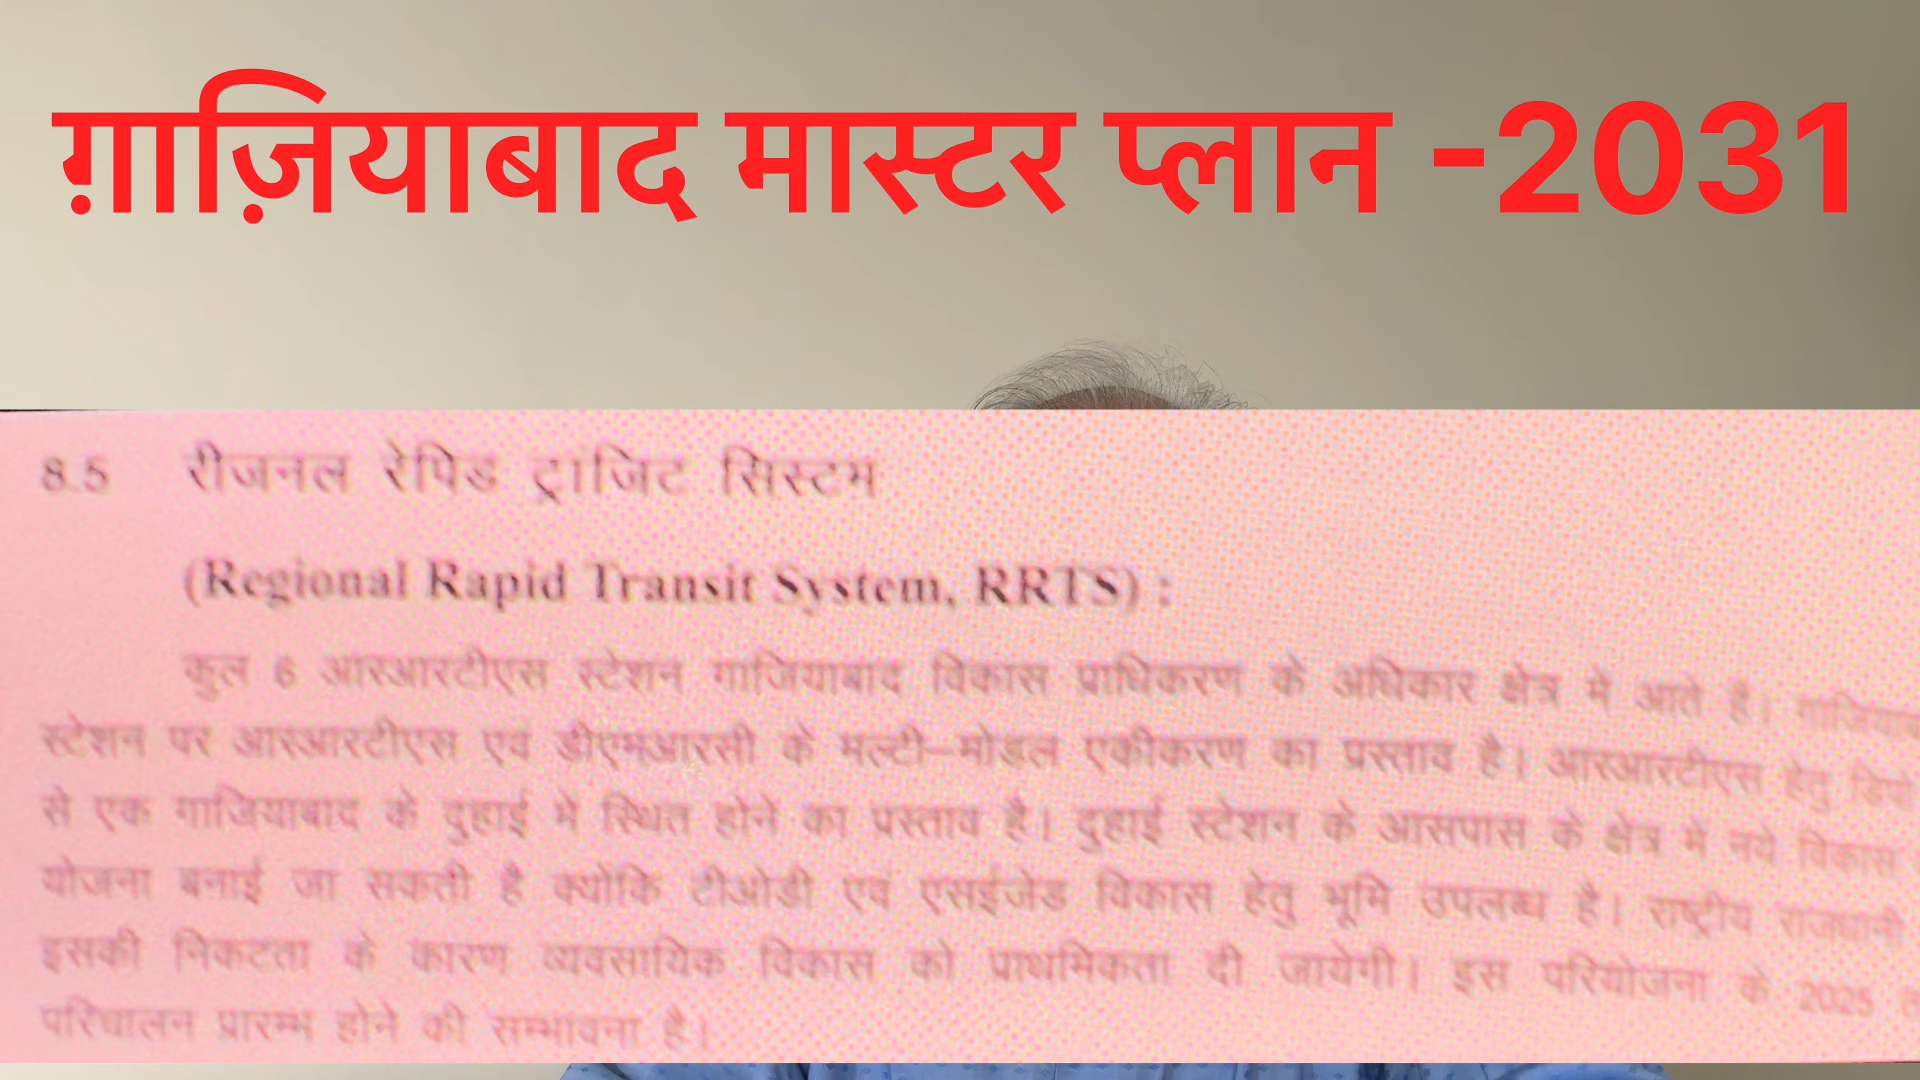 ग़ाज़ियाबाद मास्टर प्लान -2031
8.5 रीजनल रेपिड ट्रांजिट सिस्टम
(Regional Rapid Transit System, RRTS) :
कुल 6 आरआरटीएस स्टेशन गाजियाबाद विकास प्राधिकरण के अधिकार क्षेत्र में आते है।
स्टेशन पर आरआरटीएस एवं डीएमआरसी के मल्टी–मोडल एकीकरण का प्रस्ताव है। आरआरटीएस हेतु
से एक गाजियाबाद के दुहाई में स्थित होने का प्रस्ताव है। दुहाई स्टेशन के आसपास के क्षेत्र में नये विकास
योजना बनाई जा सकती है क्योंकि टीओडी एवं एसईजेड विकास हेतु भूमि उपलब्ध है। राष्ट्रीय राजधानी
इसकी निकटता के कारण व्यवसायिक विकास को प्राथमिकता दी जायेगी। इस परियोजना के 2025
परिचालन प्रारम्भ होने की सम्भावना है।